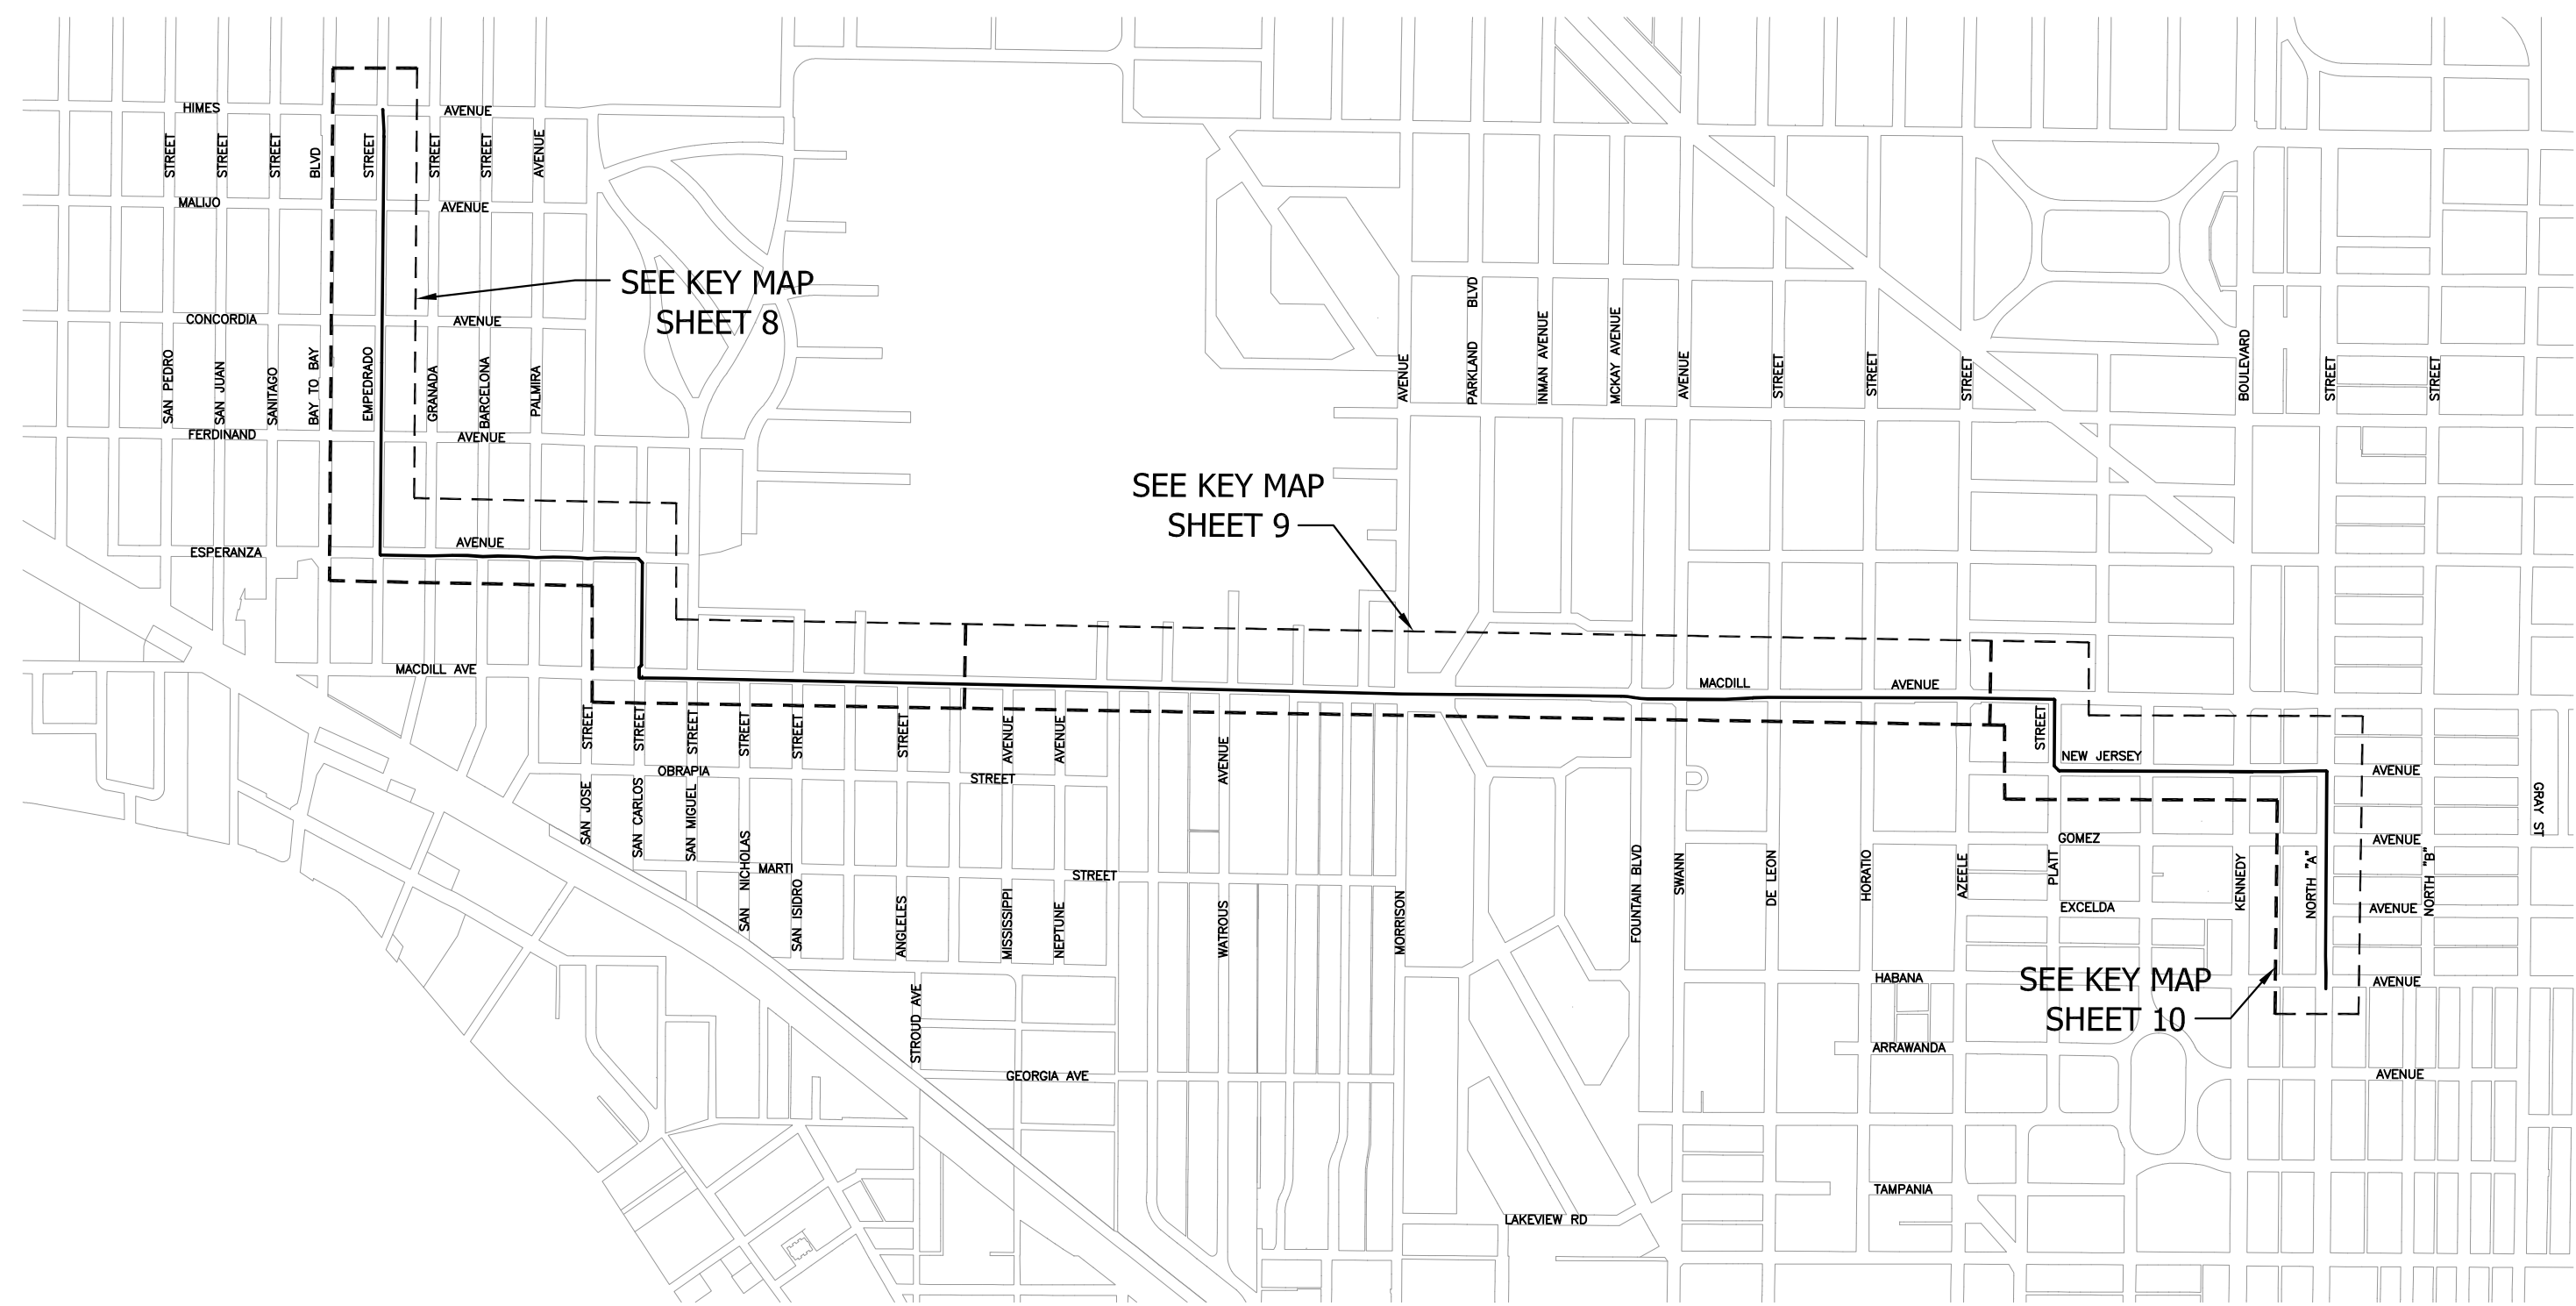 HIMES AVENUE
STREET
STREET
STREET
BLVD
STREET
STREET
STREET
AVENUE
MALIJO AVENUE
SEE KEY MAP
SHEET 8
CONCORDIA AVENUE
SAN PEDRO
SAN JUAN
SANITAGO
BAY TO BAY
EMPEDRADO
GRANADA
BARCELONA
PALMIRA
AVENUE
PARKLAND BLVD
INMAN AVENUE
MCKAY AVENUE
AVENUE
STREET
STREET
STREET
BOULEVARD
STREET
STREET
FERDINAND AVENUE
SEE KEY MAP
SHEET 9
ESPERANZA AVENUE
MACDILL AVE
MACDILL AVENUE
STREET
STREET
STREET
STREET
STREET
STREET
AVENUE
AVENUE
AVENUE
STREET
NEW JERSEY AVENUE
OBRAPIA STREET
SAN JOSE
SAN CARLOS
SAN MIGUEL
SAN NICHOLAS
SAN ISIDRO
ANGLELES
MISSISSIPPI
NEPTUNE
WATROUS
MORRISON
FOUNTAIN BLVD
SWANN
DE LEON
HORATIO
AZEELE
PLATT
KENNEDY
NORTH "A"
NORTH "B"
GRAY ST
GOMEZ AVENUE
MARTI STREET
EXCELDA AVENUE
HABANA AVENUE
SEE KEY MAP
SHEET 10
STROUD AVE
ARRAWANDA AVENUE
GEORGIA AVE
TAMPANIA
LAKEVIEW RD